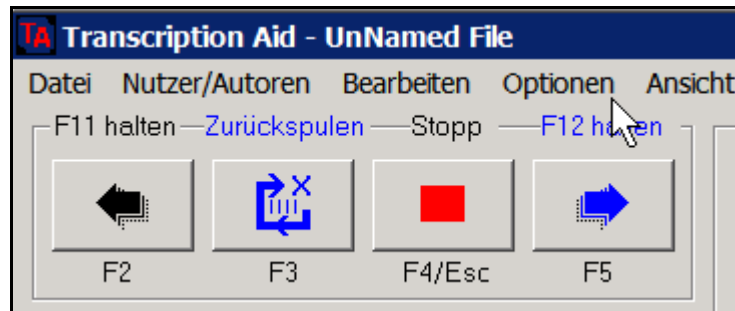 TA Transcription Aid - UnNamed File
Datei Nutzer/Autoren Bearbeiten Optionen Ansicht
F11 halten Zurückspulen Stopp F12 halten
X
F2 F3 F4/Esc F5